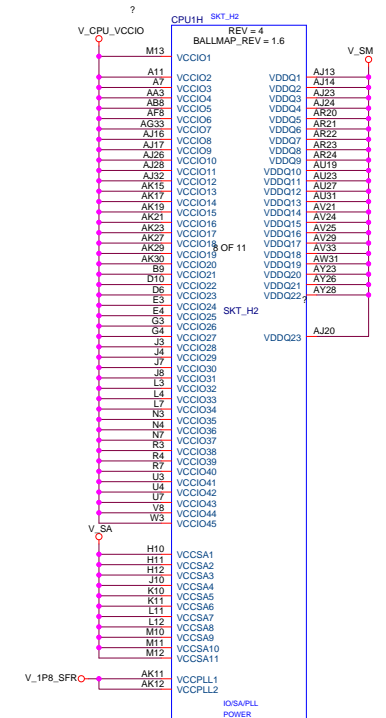 ?
CPU1H SKT_H2
V_CPU_VCCIO REV = 4
BALLMAP_REV = 1.6
V_SM
M13 VCCIO1
A11 VCCIO2 VDDQ1 AJ13
A7 VCCIO3 VDDQ2 AJ14
AA3 VCCIO4 VDDQ3 AJ23
AB8 VCCIO5 VDDQ4 AJ24
AF8 VCCIO6 VDDQ5 AR20
AG33 VCCIO7 VDDQ6 AR21
AJ16 VCCIO8 VDDQ7 AR22
AJ17 VCCIO9 VDDQ8 AR23
AJ26 VCCIO10 VDDQ9 AR24
AJ28 VCCIO11 VDDQ10 AU19
AJ32 VCCIO12 VDDQ11 AU23
AK15 VCCIO13 VDDQ12 AU27
AK17 VCCIO14 VDDQ13 AU31
AK19 VCCIO15 VDDQ14 AV21
AK21 VCCIO16 VDDQ15 AV24
AK23 VCCIO17 VDDQ16 AV25
AK27 VCCIO18 8 OF 11 VDDQ17 AV29
AK29 VCCIO19 VDDQ18 AV33
AK30 VCCIO20 VDDQ19 AW31
B9 VCCIO21 VDDQ20 AY23
D10 VCCIO22 VDDQ21 AY26
D6 VCCIO23 VDDQ22 AY28
?
E3 VCCIO24 SKT_H2
E4 VCCIO25
G3 VCCIO26
G4 VCCIO27 VDDQ23 AJ20
J3 VCCIO28
J4 VCCIO29
J7 VCCIO30
J8 VCCIO31
L3 VCCIO32
L4 VCCIO33
L7 VCCIO34
N3 VCCIO35
N4 VCCIO36
N7 VCCIO37
R3 VCCIO38
R4 VCCIO39
R7 VCCIO40
U3 VCCIO41
U4 VCCIO42
U7 VCCIO43
V8 VCCIO44
W3 VCCIO45
V_SA
H10 VCCSA1
H11 VCCSA2
H12 VCCSA3
J10 VCCSA4
K10 VCCSA5
K11 VCCSA6
L11 VCCSA7
L12 VCCSA8
M10 VCCSA9
M11 VCCSA10
M12 VCCSA11
V_1P8_SFR AK11 VCCPLL1
AK12 VCCPLL2
IO/SA/PLL
POWER